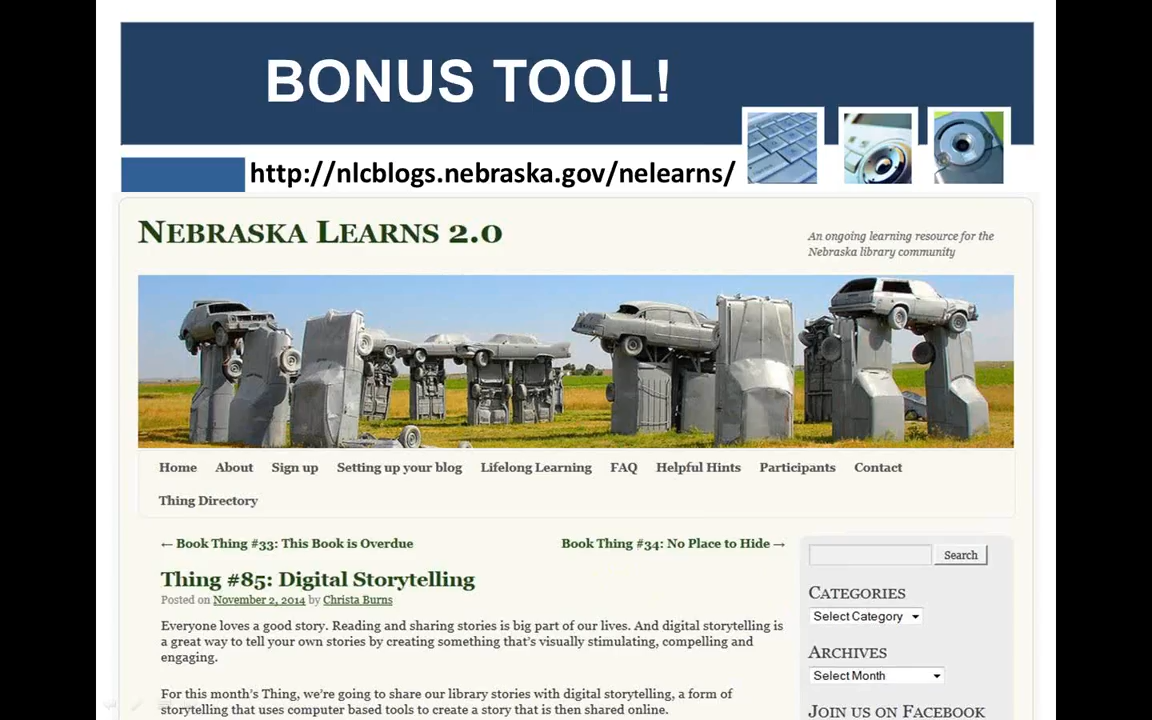 BONUS TOOL!
http://nlcblogs.nebraska.gov/nelearns/
NEBRASKA LEARNS 2.0
An ongoing learning resource for the
Nebraska library community
Home About Sign up Setting up your blog Lifelong Learning FAQ Helpful Hints Participants Contact
Thing Directory
← Book Thing #33: This Book is Overdue
Book Thing #34: No Place to Hide →
Thing #85: Digital Storytelling
Posted on November 2, 2014 by Christa Burns
Everyone loves a good story. Reading and sharing stories is big part of our lives. And digital storytelling is
a great way to tell your own stories by creating something that's visually stimulating, compelling and
engaging.
For this month's Thing, we're going to share our library stories with digital storytelling, a form of
storytelling that uses computer based tools to create a story that is then shared online.
Search
CATEGORIES
Select Category
ARCHIVES
Select Month
JOIN US ON FACEBOOK